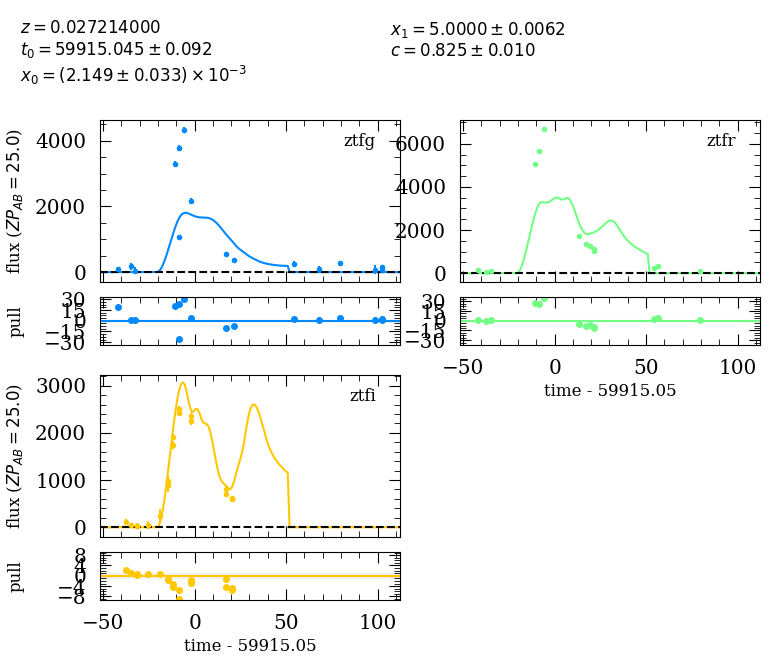 z = 0.027214000
t₀ = 59915.045 ± 0.092
x₀ = (2.149 ± 0.033) × 10⁻³
x₁ = 5.0000 ± 0.0062
c = 0.825 ± 0.010
flux (ZP_AB = 25.0)
4000
2000
0
ztfg
6000
4000
2000
0
ztfr
pull
30
15
0
−15
−30
30
15
0
−15
−30
−50
0
50
100
time - 59915.05
flux (ZP_AB = 25.0)
3000
2000
1000
0
ztfi
pull
8
4
0
−4
−8
−50
0
50
100
time - 59915.05